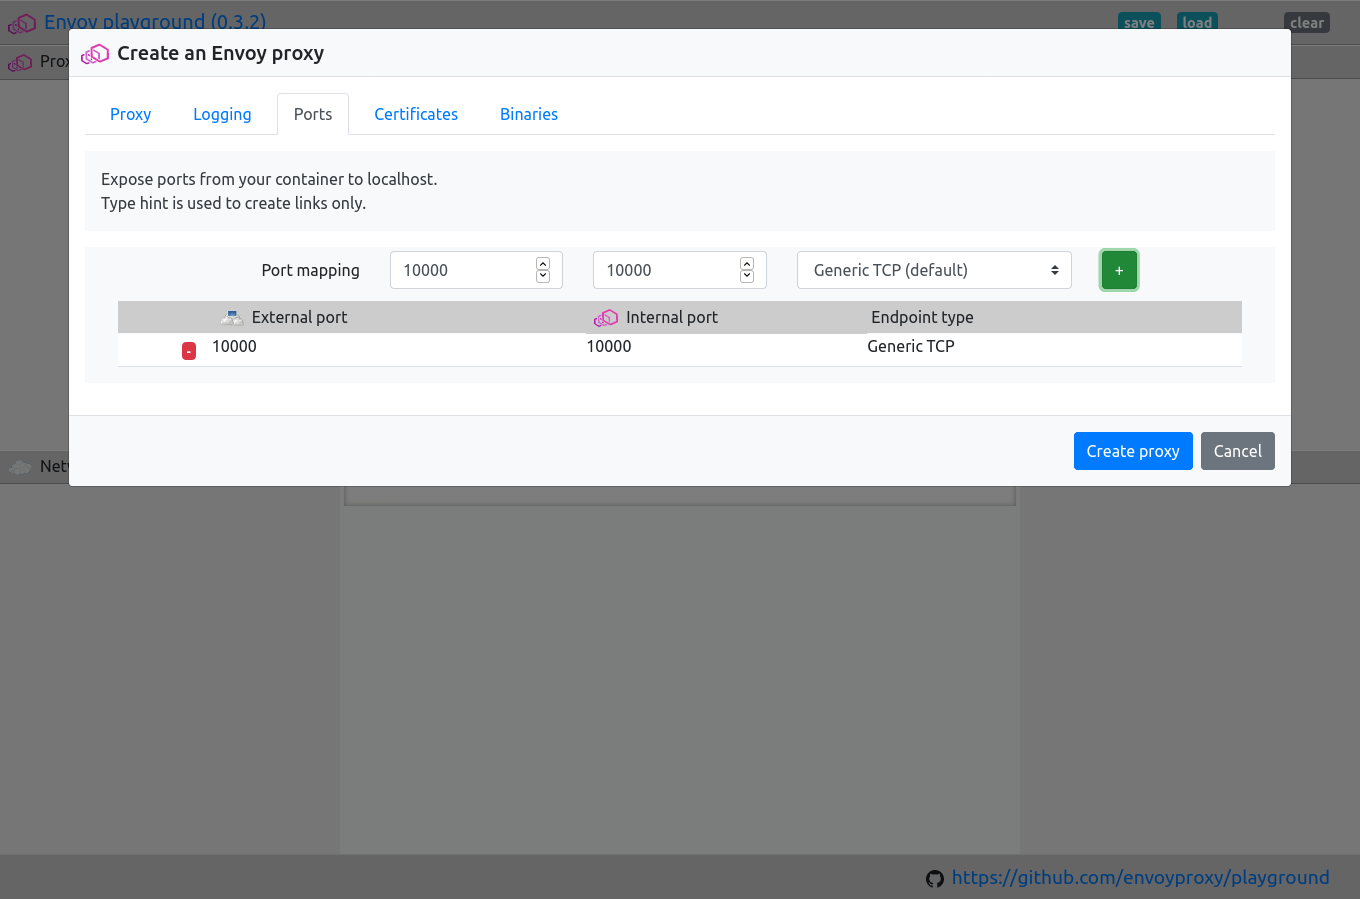 Envoy playground (0.3.2)
save load clear
Create an Envoy proxy
Proxy Logging Ports Certificates Binaries
Expose ports from your container to localhost.
Type hint is used to create links only.
Port mapping 10000 10000 Generic TCP (default) +
External port Internal port Endpoint type
- 10000 10000 Generic TCP
Create proxy Cancel
https://github.com/envoyproxy/playground